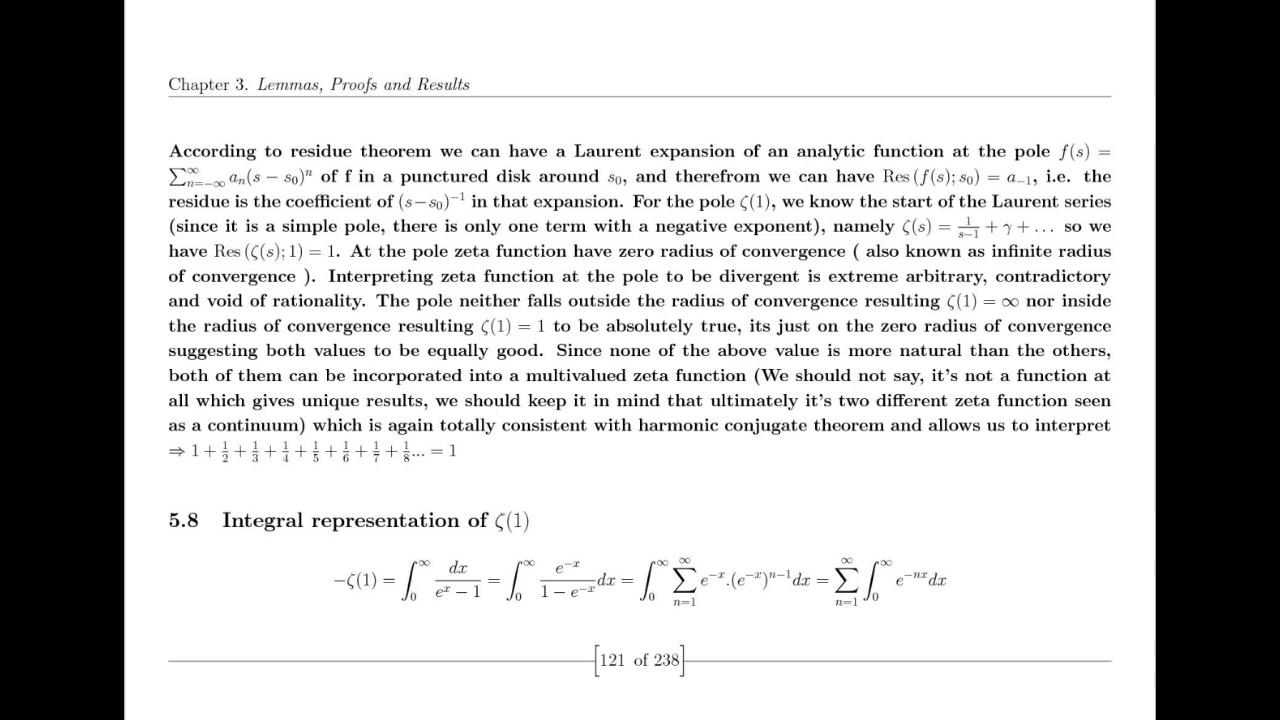 Chapter 3. Lemmas, Proofs and Results
According to residue theorem we can have a Laurent expansion of an analytic function at the pole f(s) =
∑_{n=−∞}^{∞} a_n(s − s_0)^n of f in a punctured disk around s_0, and therefrom we can have Res (f(s); s_0) = a_{−1}, i.e. the
residue is the coefficient of (s−s_0)^{−1} in that expansion. For the pole ζ(1), we know the start of the Laurent series
(since it is a simple pole, there is only one term with a negative exponent), namely ζ(s) = 1/(s−1) + γ + ... so we
have Res (ζ(s); 1) = 1. At the pole zeta function have zero radius of convergence ( also known as infinite radius
of convergence ). Interpreting zeta function at the pole to be divergent is extreme arbitrary, contradictory
and void of rationality. The pole neither falls outside the radius of convergence resulting ζ(1) = ∞ nor inside
the radius of convergence resulting ζ(1) = 1 to be absolutely true, its just on the zero radius of convergence
suggesting both values to be equally good. Since none of the above value is more natural than the others,
both of them can be incorporated into a multivalued zeta function (We should not say, it's not a function at
all which gives unique results, we should keep it in mind that ultimately it's two different zeta function seen
as a continuum) which is again totally consistent with harmonic conjugate theorem and allows us to interpret
⇒ 1 + 1/2 + 1/3 + 1/4 + 1/5 + 1/6 + 1/7 + 1/8... = 1
5.8 Integral representation of ζ(1)
−ζ(1) = ∫_0^∞ dx/(e^x − 1) = ∫_0^∞ e^{−x}/(1 − e^{−x}) dx = ∫_0^∞ ∑_{n=1}^∞ e^{−x}.(e^{−x})^{n−1} dx = ∑_{n=1}^∞ ∫_0^∞ e^{−nx} dx
[121 of 238]